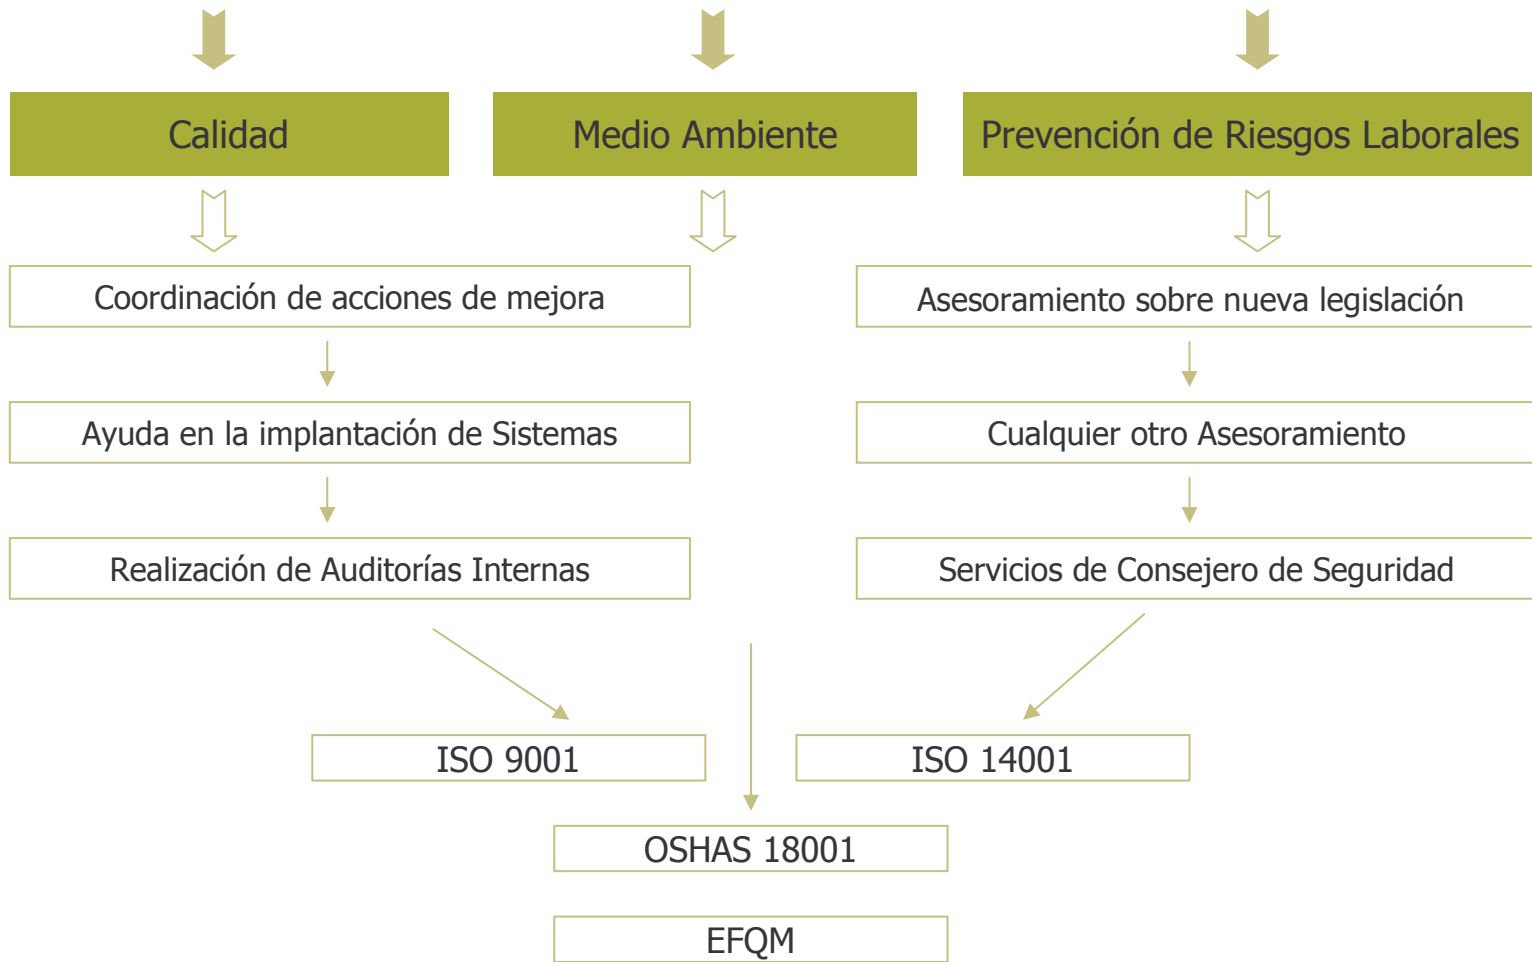 Calidad
Medio Ambiente
Prevención de Riesgos Laborales
Coordinación de acciones de mejora
Asesoramiento sobre nueva legislación
Ayuda en la implantación de Sistemas
Cualquier otro Asesoramiento
Realización de Auditorías Internas
Servicios de Consejero de Seguridad
ISO 9001
ISO 14001
OSHAS 18001
EFQM